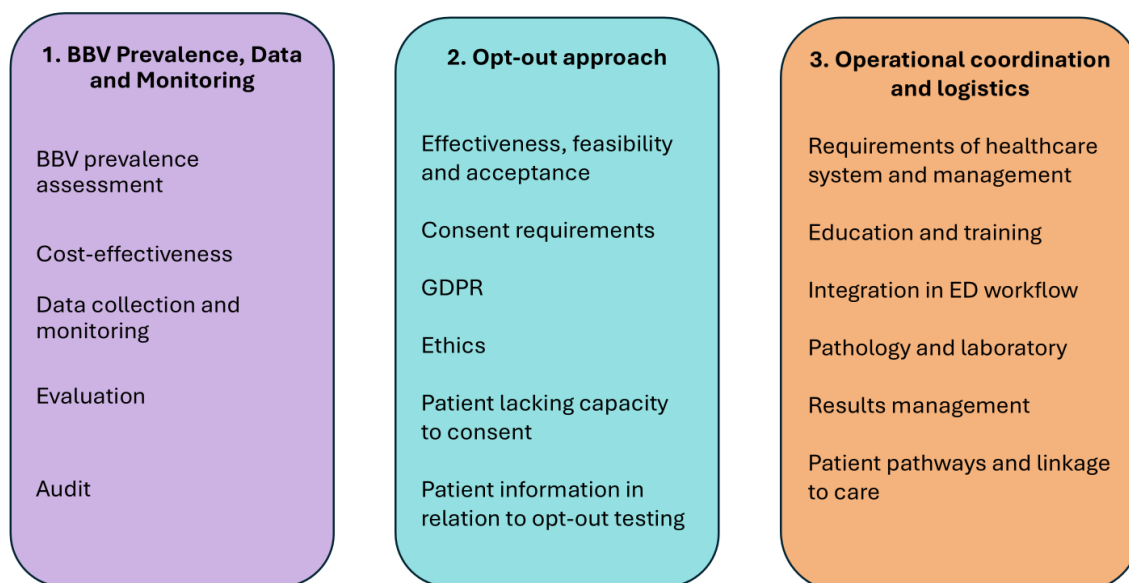 1. BBV Prevalence, Data
and Monitoring
BBV prevalence
assessment
Cost-effectiveness
Data collection and
monitoring
Evaluation
Audit
2. Opt-out approach
Effectiveness, feasibility
and acceptance
Consent requirements
GDPR
Ethics
Patient lacking capacity
to consent
Patient information in
relation to opt-out testing
3. Operational coordination
and logistics
Requirements of healthcare
system and management
Education and training
Integration in ED workflow
Pathology and laboratory
Results management
Patient pathways and linkage
to care